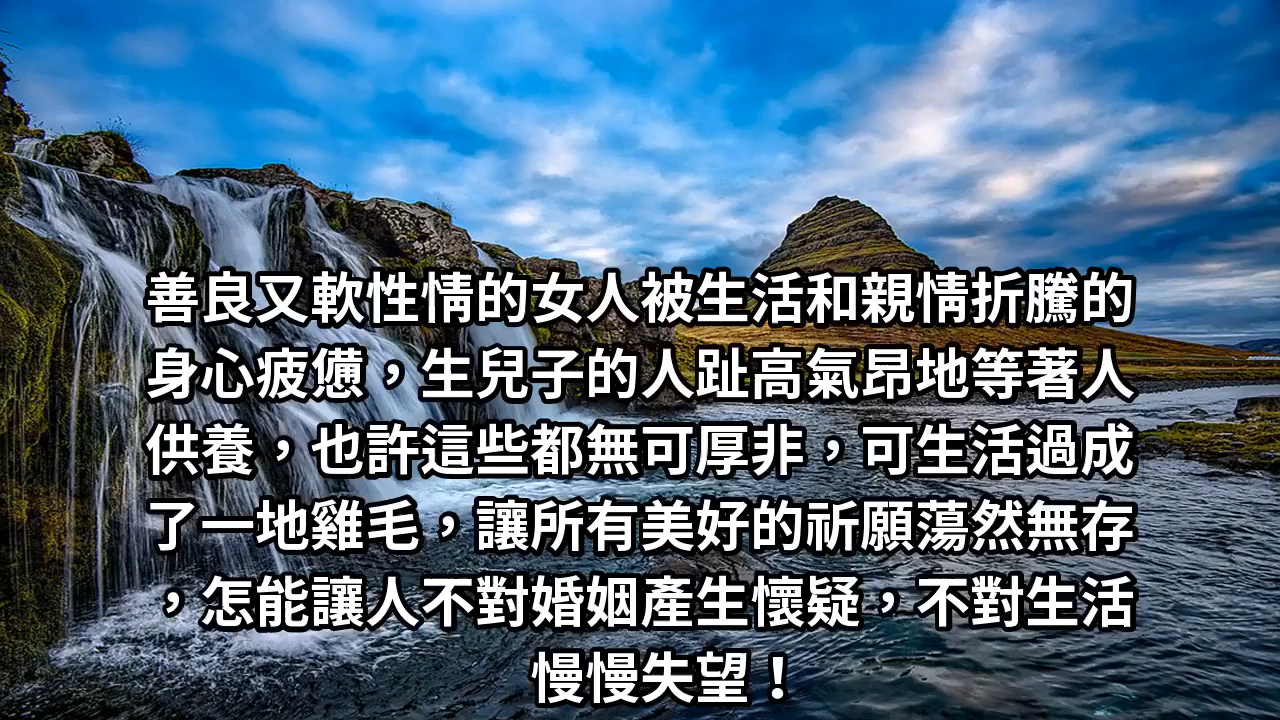 善良又軟性情的女人被生活和親情折騰的
身心疲憊，生兒子的人趾高氣昂地等著人
供養，也許這些都無可厚非，可生活過成
了一地雞毛，讓所有美好的祈願蕩然無存
，怎能讓人不對婚姻產生懷疑，不對生活
慢慢失望！